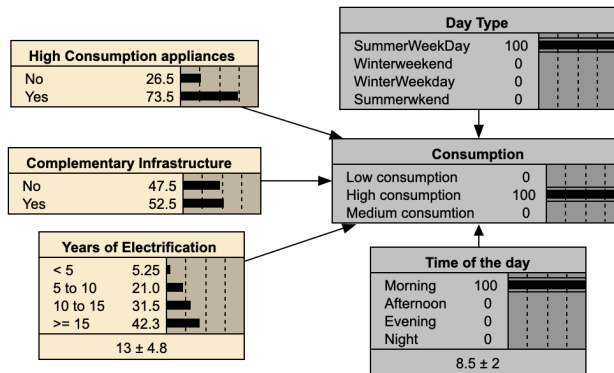 High Consumption appliances
No 26.5
Yes 73.5
Day Type
SummerWeekDay 100
Winterweekend 0
WinterWeekday 0
Summerwkend 0
Complementary Infrastructure
No 47.5
Yes 52.5
Consumption
Low consumption 0
High consumption 100
Medium consumtion 0
Years of Electrification
< 5 5.25
5 to 10 21.0
10 to 15 31.5
>= 15 42.3
13 ± 4.8
Time of the day
Morning 100
Afternoon 0
Evening 0
Night 0
8.5 ± 2